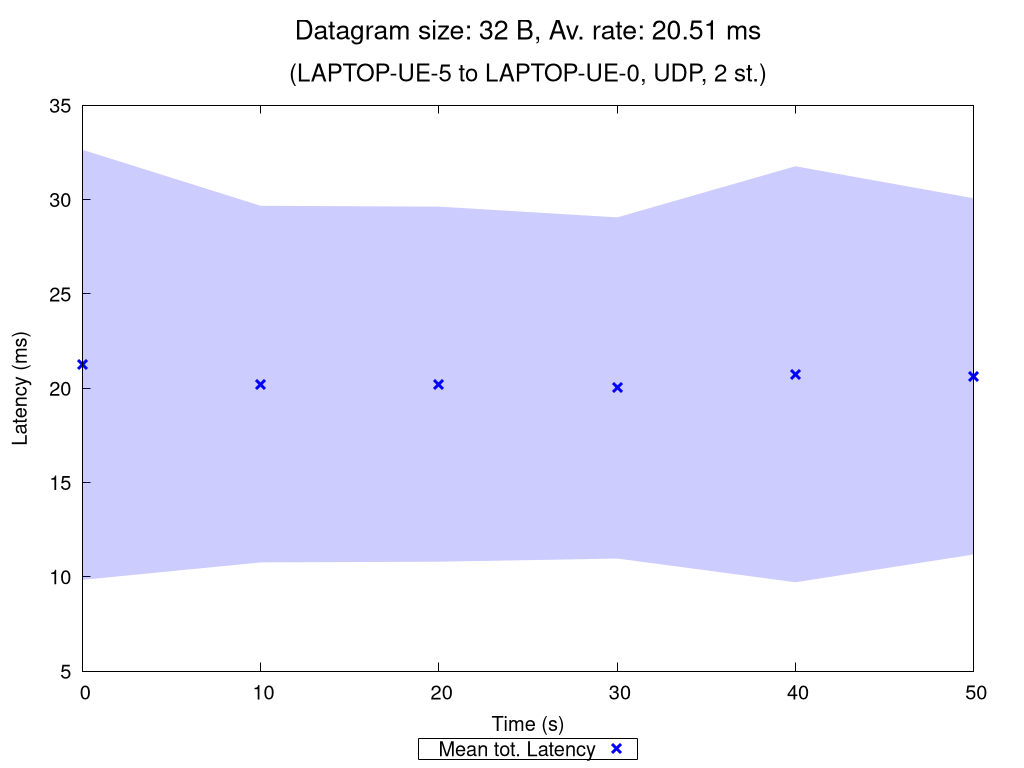 Datagram size: 32 B, Av. rate: 20.51 ms
(LAPTOP-UE-5 to LAPTOP-UE-0, UDP, 2 st.)
35
30
25
20
15
10
5
Latency (ms)
0 10 20 30 40 50
Time (s)
Mean tot. Latency